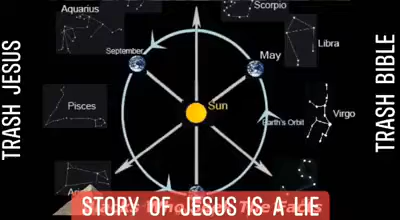 Aquarius
Scorpio
September
May
Libra
Pisces
Sun
Virgo
Earth's Orbit
TRASH JESUS
TRASH BIBLE
STORY OF JESUS IS A LIE